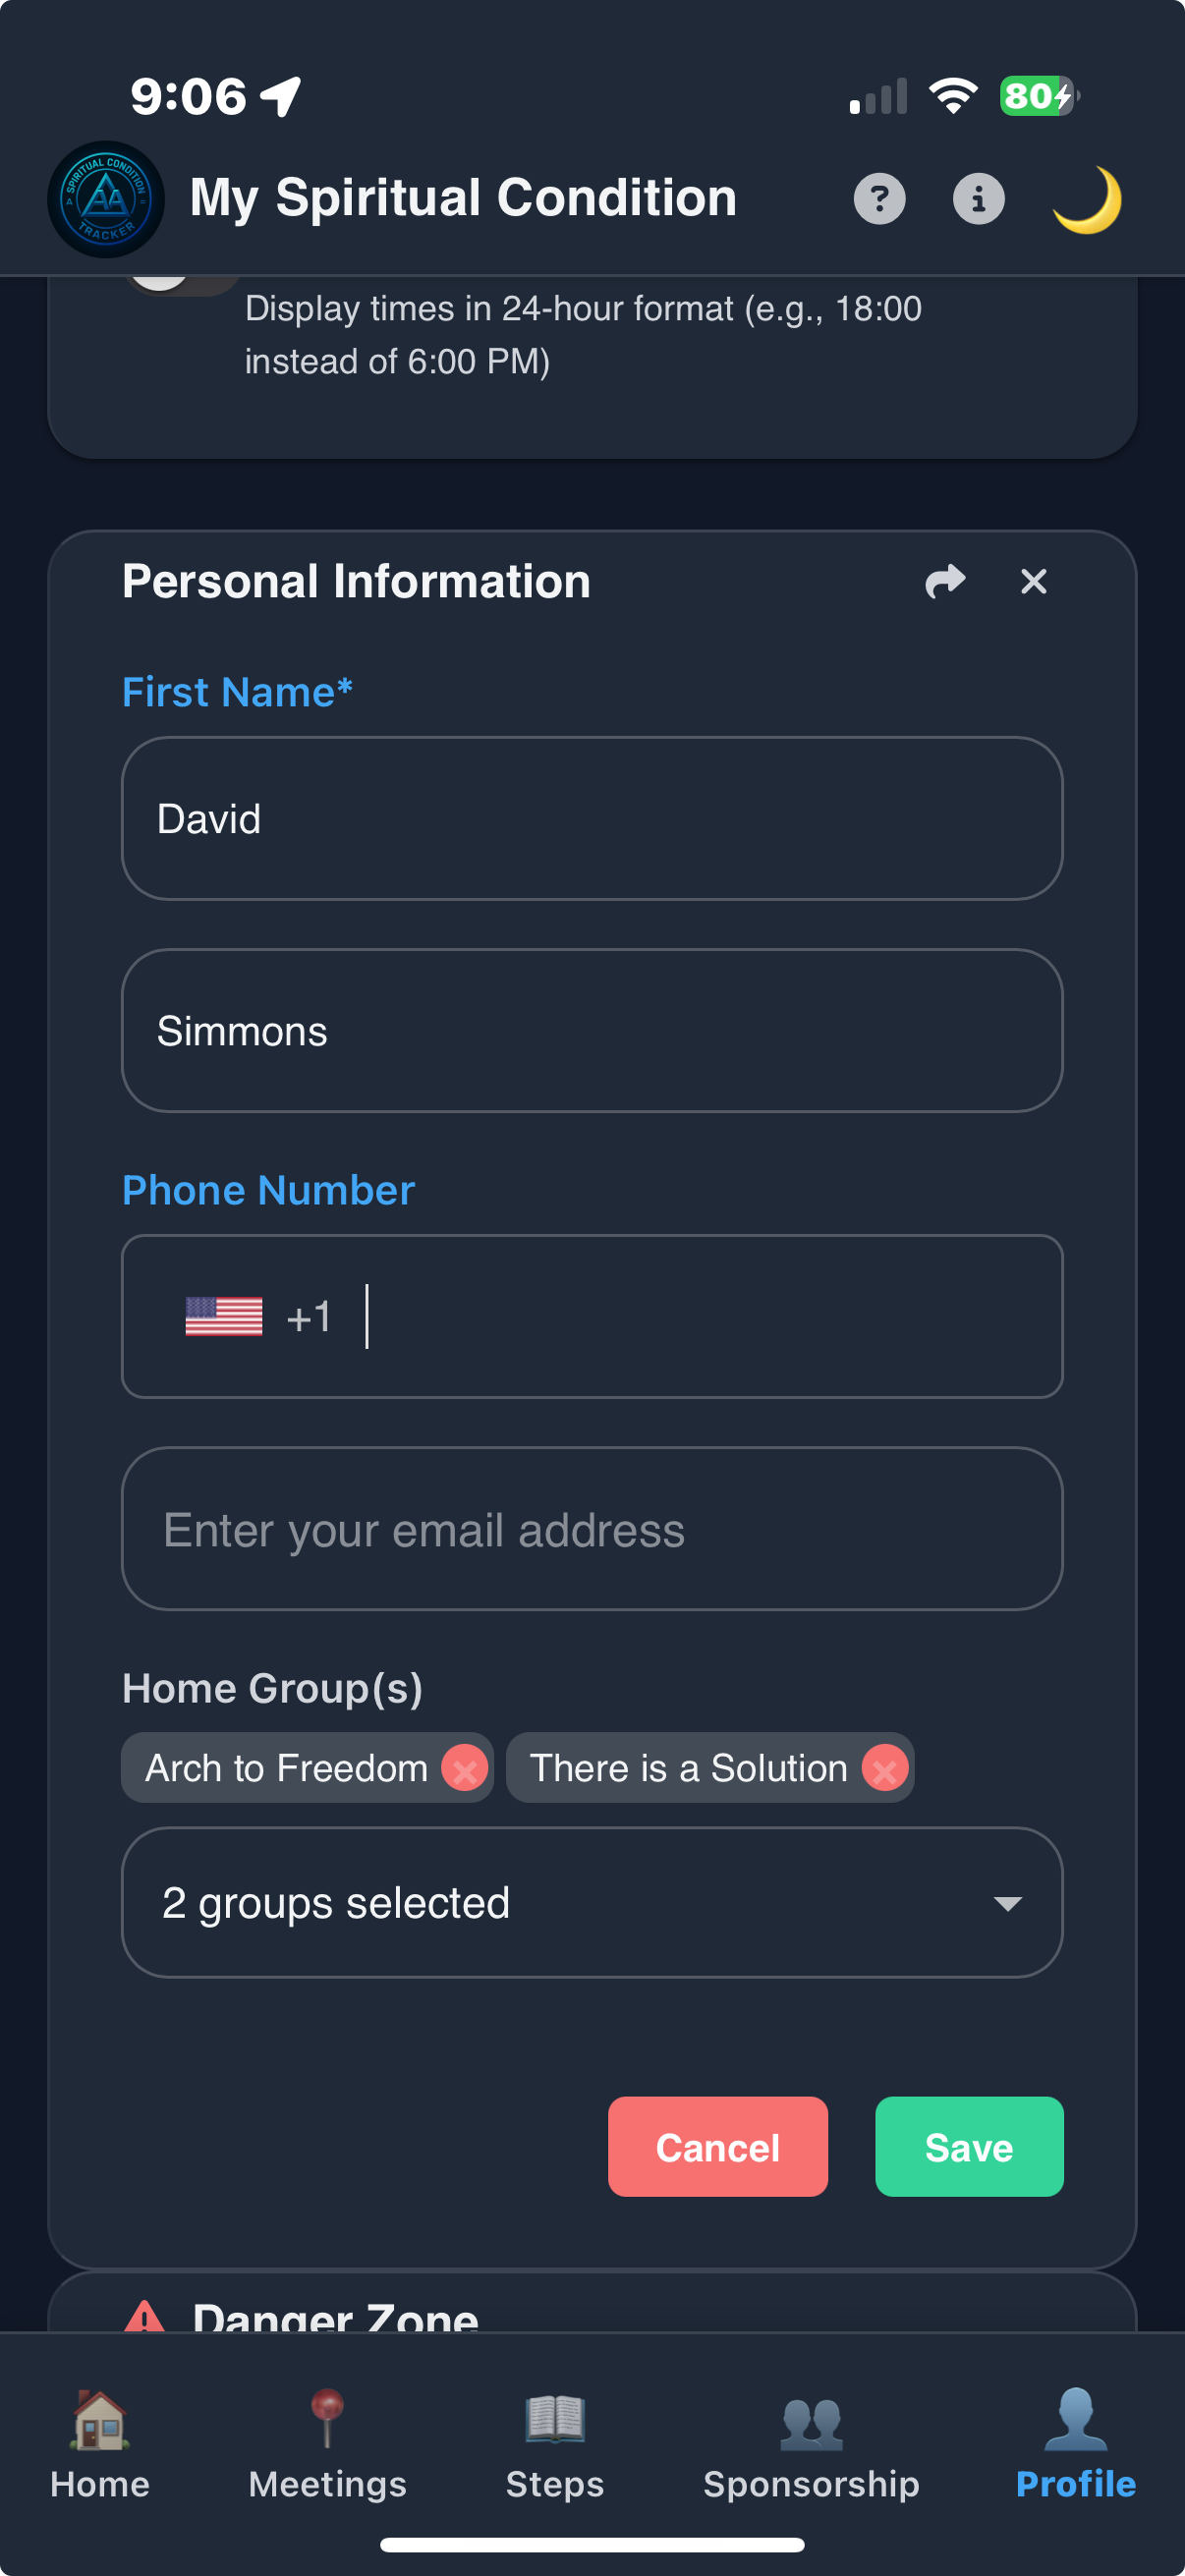 9:06
80
SPIRITUAL CONDITION
AA
TRACKER
My Spiritual Condition
?
i
Display times in 24-hour format (e.g., 18:00
instead of 6:00 PM)
Personal Information
First Name*
David
Simmons
Phone Number
+1
Enter your email address
Home Group(s)
Arch to Freedom
There is a Solution
2 groups selected
Cancel
Save
Danger Zone
Home
Meetings
Steps
Sponsorship
Profile